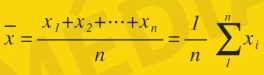 x̄ = (x₁+x₂+⋯+xₙ)/n = 1/n ∑₁ⁿ xᵢ